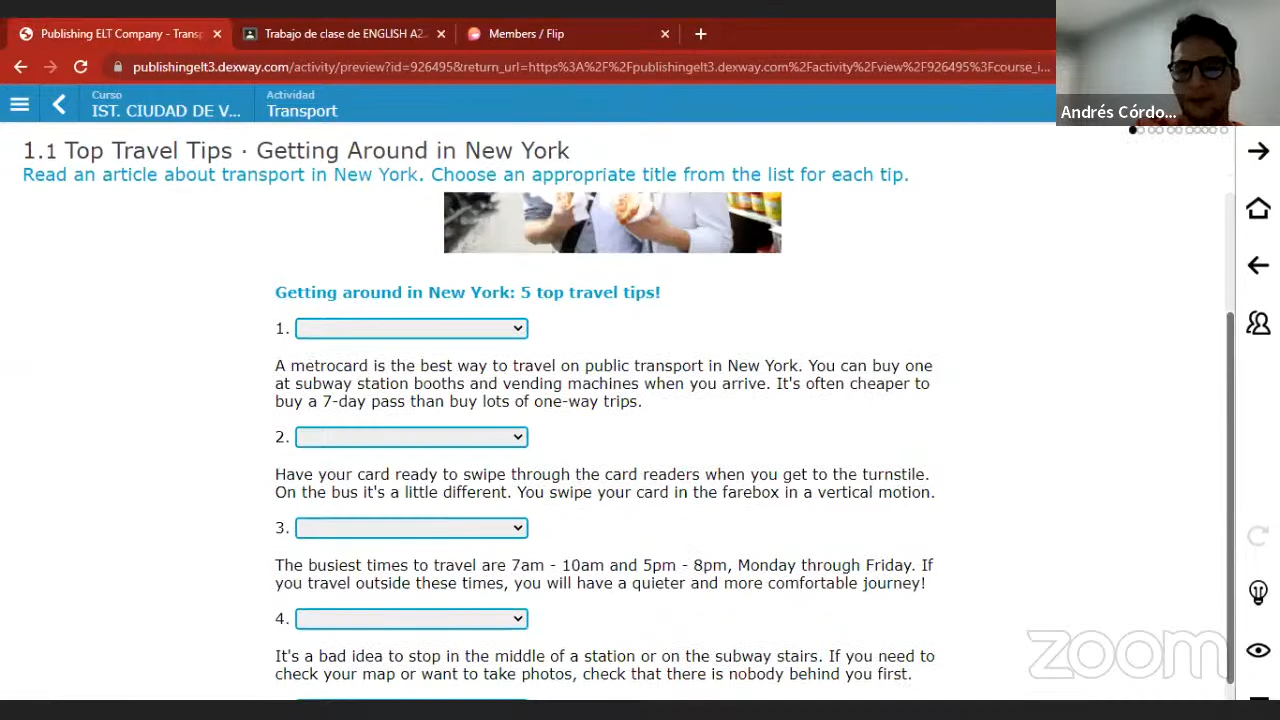 Publishing ELT Company - Transp
Trabajo de clase de ENGLISH A2.
Members / Flip
publishingelt3.dexway.com/activity/preview?id=926495&return_url=https%3A%2F%2Fpublishingelt3.dexway.com%2Factivity%2Fview%2F926495%3Fcourse_i...
Curso
IST. CIUDAD DE V...
Actividad
Transport
Andrés Córdo...
1.1 Top Travel Tips · Getting Around in New York
Read an article about transport in New York. Choose an appropriate title from the list for each tip.
Getting around in New York: 5 top travel tips!
1.
A metrocard is the best way to travel on public transport in New York. You can buy one
at subway station booths and vending machines when you arrive. It's often cheaper to
buy a 7-day pass than buy lots of one-way trips.
2.
Have your card ready to swipe through the card readers when you get to the turnstile.
On the bus it's a little different. You swipe your card in the farebox in a vertical motion.
3.
The busiest times to travel are 7am - 10am and 5pm - 8pm, Monday through Friday. If
you travel outside these times, you will have a quieter and more comfortable journey!
4.
It's a bad idea to stop in the middle of a station or on the subway stairs. If you need to
check your map or want to take photos, check that there is nobody behind you first.
zoom